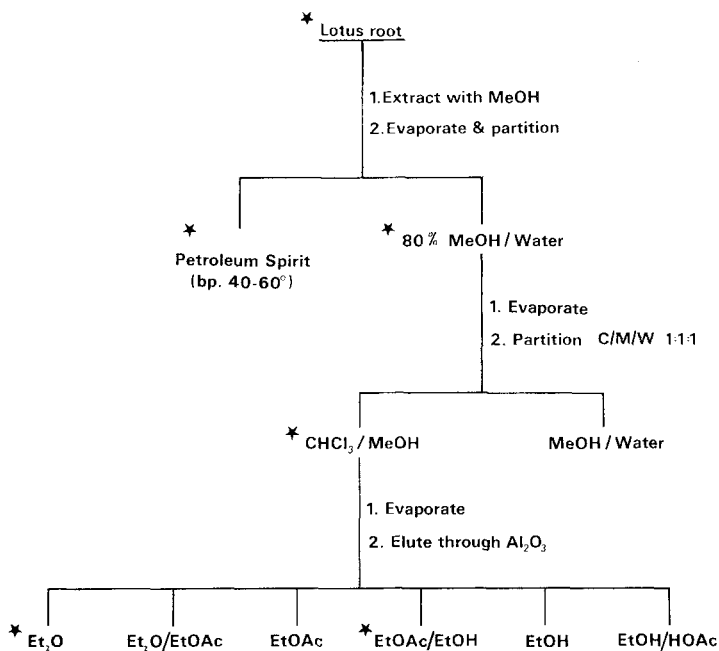 ★ Lotus root
1.Extract with MeOH
2. Evaporate & partition
★ Petroleum Spirit
(bp. 40-60°)
★ 80% MeOH/Water
1. Evaporate
2. Partition C/M/W 1:1:1
★ CHCl₃/MeOH
MeOH/Water
1. Evaporate
2. Elute through Al₂O₃
★ Et₂O Et₂O/EtOAc EtOAc ★ EtOAc/EtOH EtOH EtOH/HOAc